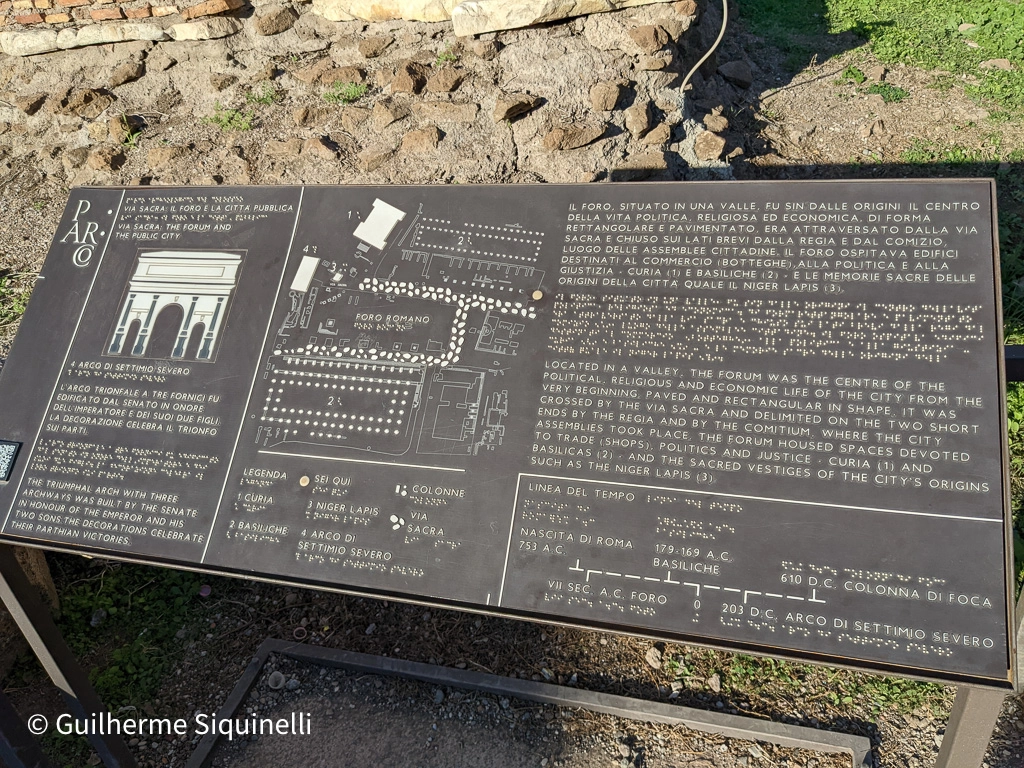 PARCO
VIA SACRA: IL FORO E LA CITTÀ PUBBLICA
VIA SACRA: THE FORUM AND
THE PUBLIC CITY
4 ARCO DI SETTIMIO SEVERO
L'ARGO TRIONFALE A TRE FORNICI FU
EDIFICATO DAL SENATO IN ONORE
DELL'IMPERATORE E DEI SUOI DUE FIGLI.
LA DECORAZIONE CELEBRA IL TRIONFO
SUI PARTI.
THE TRIUMPHAL ARCH WITH THREE
ARCHWAYS WAS BUILT BY THE SENATE
IN HONOUR OF THE EMPEROR AND HIS
TWO SONS.THE DECORATIONS CELEBRATE
THEIR PARTHIAN VICTORIES.
1
2
4
3
FORO ROMANO
2
LEGENDA
SEI QUI
COLONNE
1 CURIA
3 NIGER LAPIS
VIA
SACRA
2 BASILICHE
4 ARCO DI
SETTIMIO SEVERO
IL FORO, SITUATO IN UNA VALLE, FU SIN DALLE ORIGINI IL CENTRO
DELLA VITA POLITICA, RELIGIOSA ED ECONOMICA. DI FORMA
RETTANGOLARE E PAVIMENTATO, ERA ATTRAVERSATO DALLA VIA
SACRA E CHIUSO SUI LATI BREVI DALLA REGIA E DAL COMIZIO,
LUOGO DELLE ASSEMBLEE CITTADINE. IL FORO OSPITAVA EDIFICI
DESTINATI AL COMMERCIO (BOTTEGHE),ALLA POLITICA E ALLA
GIUSTIZIA - CURIA (1) E BASILICHE (2) - E LE MEMORIE SACRE DELLE
ORIGINI DELLA CITTÀ QUALE IL NIGER LAPIS (3).
LOCATED IN A VALLEY, THE FORUM WAS THE CENTRE OF THE
POLITICAL, RELIGIOUS AND ECONOMIC LIFE OF THE CITY FROM THE
VERY BEGINNING. PAVED AND RECTANGULAR IN SHAPE, IT WAS
CROSSED BY THE VIA SACRA AND DELIMITED ON THE TWO SHORT
ENDS BY THE REGIA AND BY THE COMITIUM, WHERE THE CITY
ASSEMBLIES TOOK PLACE. THE FORUM HOUSED SPACES DEVOTED
TO TRADE (SHOPS), POLITICS AND JUSTICE - CURIA (1) AND
BASILICAS (2) - AND THE SACRED VESTIGES OF THE CITY'S ORIGINS
SUCH AS THE NIGER LAPIS (3).
LINEA DEL TEMPO
NASCITA DI ROMA
753 A.C.
179-169 A.C.
BASILICHE
610 D.C. COLONNA DI FOCA
VII SEC. A.C. FORO
0
203 D.C. ARCO DI SETTIMIO SEVERO
© Guilherme Siquinelli